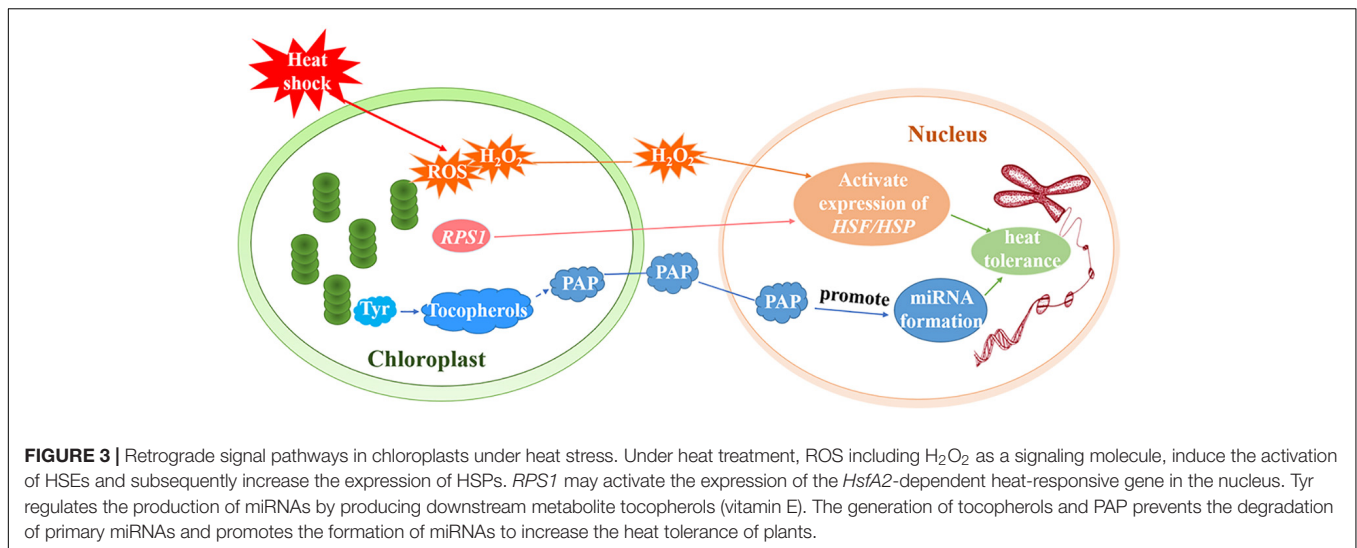 Heat
shock
ROS
H₂O₂
H₂O₂
Nucleus
Activate
expression of
HSF/HSP
RPS1
heat
tolerance
PAP
PAP
PAP
promote
miRNA
formation
Tyr
Tocopherols
Chloroplast
FIGURE 3 | Retrograde signal pathways in chloroplasts under heat stress. Under heat treatment, ROS including H₂O₂ as a signaling molecule, induce the activation
of HSEs and subsequently increase the expression of HSPs. RPS1 may activate the expression of the HsfA2-dependent heat-responsive gene in the nucleus. Tyr
regulates the production of miRNAs by producing downstream metabolite tocopherols (vitamin E). The generation of tocopherols and PAP prevents the degradation
of primary miRNAs and promotes the formation of miRNAs to increase the heat tolerance of plants.